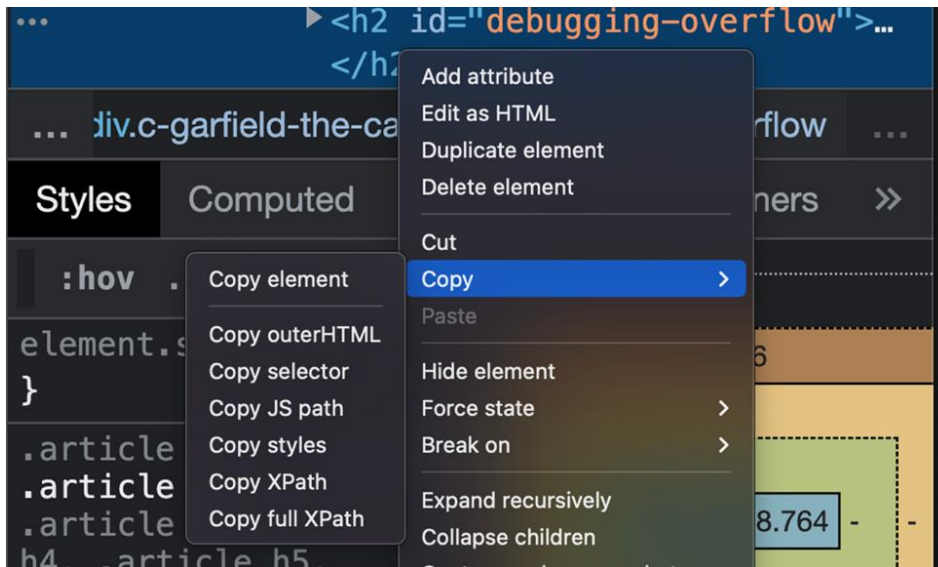 ... <h2 id="debugging-overflow">…
</h2
... div.c-garfield-the-ca rflow ...
Styles Computed ners »
:hov .
element.s
}
.article
.article
.article
h4, .article h5
6
8.764 - -
Add attribute
Edit as HTML
Duplicate element
Delete element
Cut
Copy
Paste
Hide element
Force state
Break on
Expand recursively
Collapse children
Copy element
Copy outerHTML
Copy selector
Copy JS path
Copy styles
Copy XPath
Copy full XPath